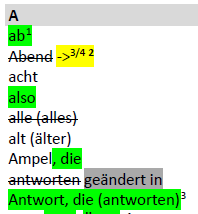 A
ab¹
Abend ->³/⁴ ²
acht
also
alle (alles)
alt (älter)
Ampel, die
antworten geändert in
Antwort, die (antworten)³